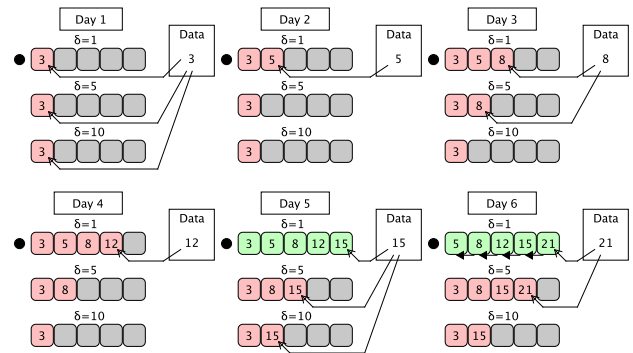 Day 1
δ=1
Data
3
3
δ=5
3
δ=10
3
Day 2
δ=1
Data
3 5
5
δ=5
3
δ=10
3
Day 3
δ=1
Data
3 5 8
8
δ=5
3 8
δ=10
3
Day 4
δ=1
Data
3 5 8 12
12
δ=5
3 8
δ=10
3
Day 5
δ=1
Data
3 5 8 12 15
15
δ=5
3 8 15
δ=10
3 15
Day 6
δ=1
Data
5 8 12 15 21
21
δ=5
3 8 15 21
δ=10
3 15